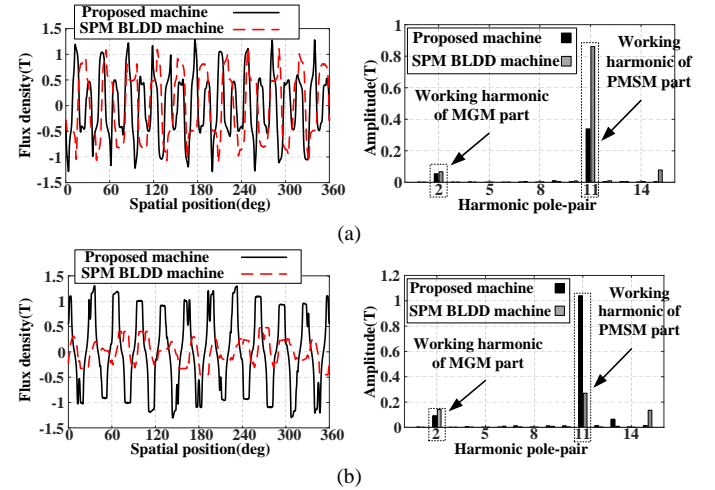 Proposed machine
SPM BLDD machine
Flux density(T)
1.5
1
0.5
0
-0.5
-1
-1.5
0
60
120
180
240
300
360
Spatial position(deg)
Proposed machine
SPM BLDD machine
Working
harmonic of
PMSM part
Working harmonic
of MGM part
Amplitude(T)
1
0.8
0.6
0.4
0.2
0
2
5
8
11
14
Harmonic pole-pair
(a)
Proposed machine
SPM BLDD machine
Flux density(T)
1.5
1
0.5
0
-0.5
-1
-1.5
0
60
120
180
240
300
360
Spatial position(deg)
Proposed machine
SPM BLDD machine
Working
harmonic of
PMSM part
Working harmonic
of MGM part
Amplitude(T)
1.2
1
0.8
0.6
0.4
0.2
0
2
5
8
11
14
Harmonic pole-pair
(b)